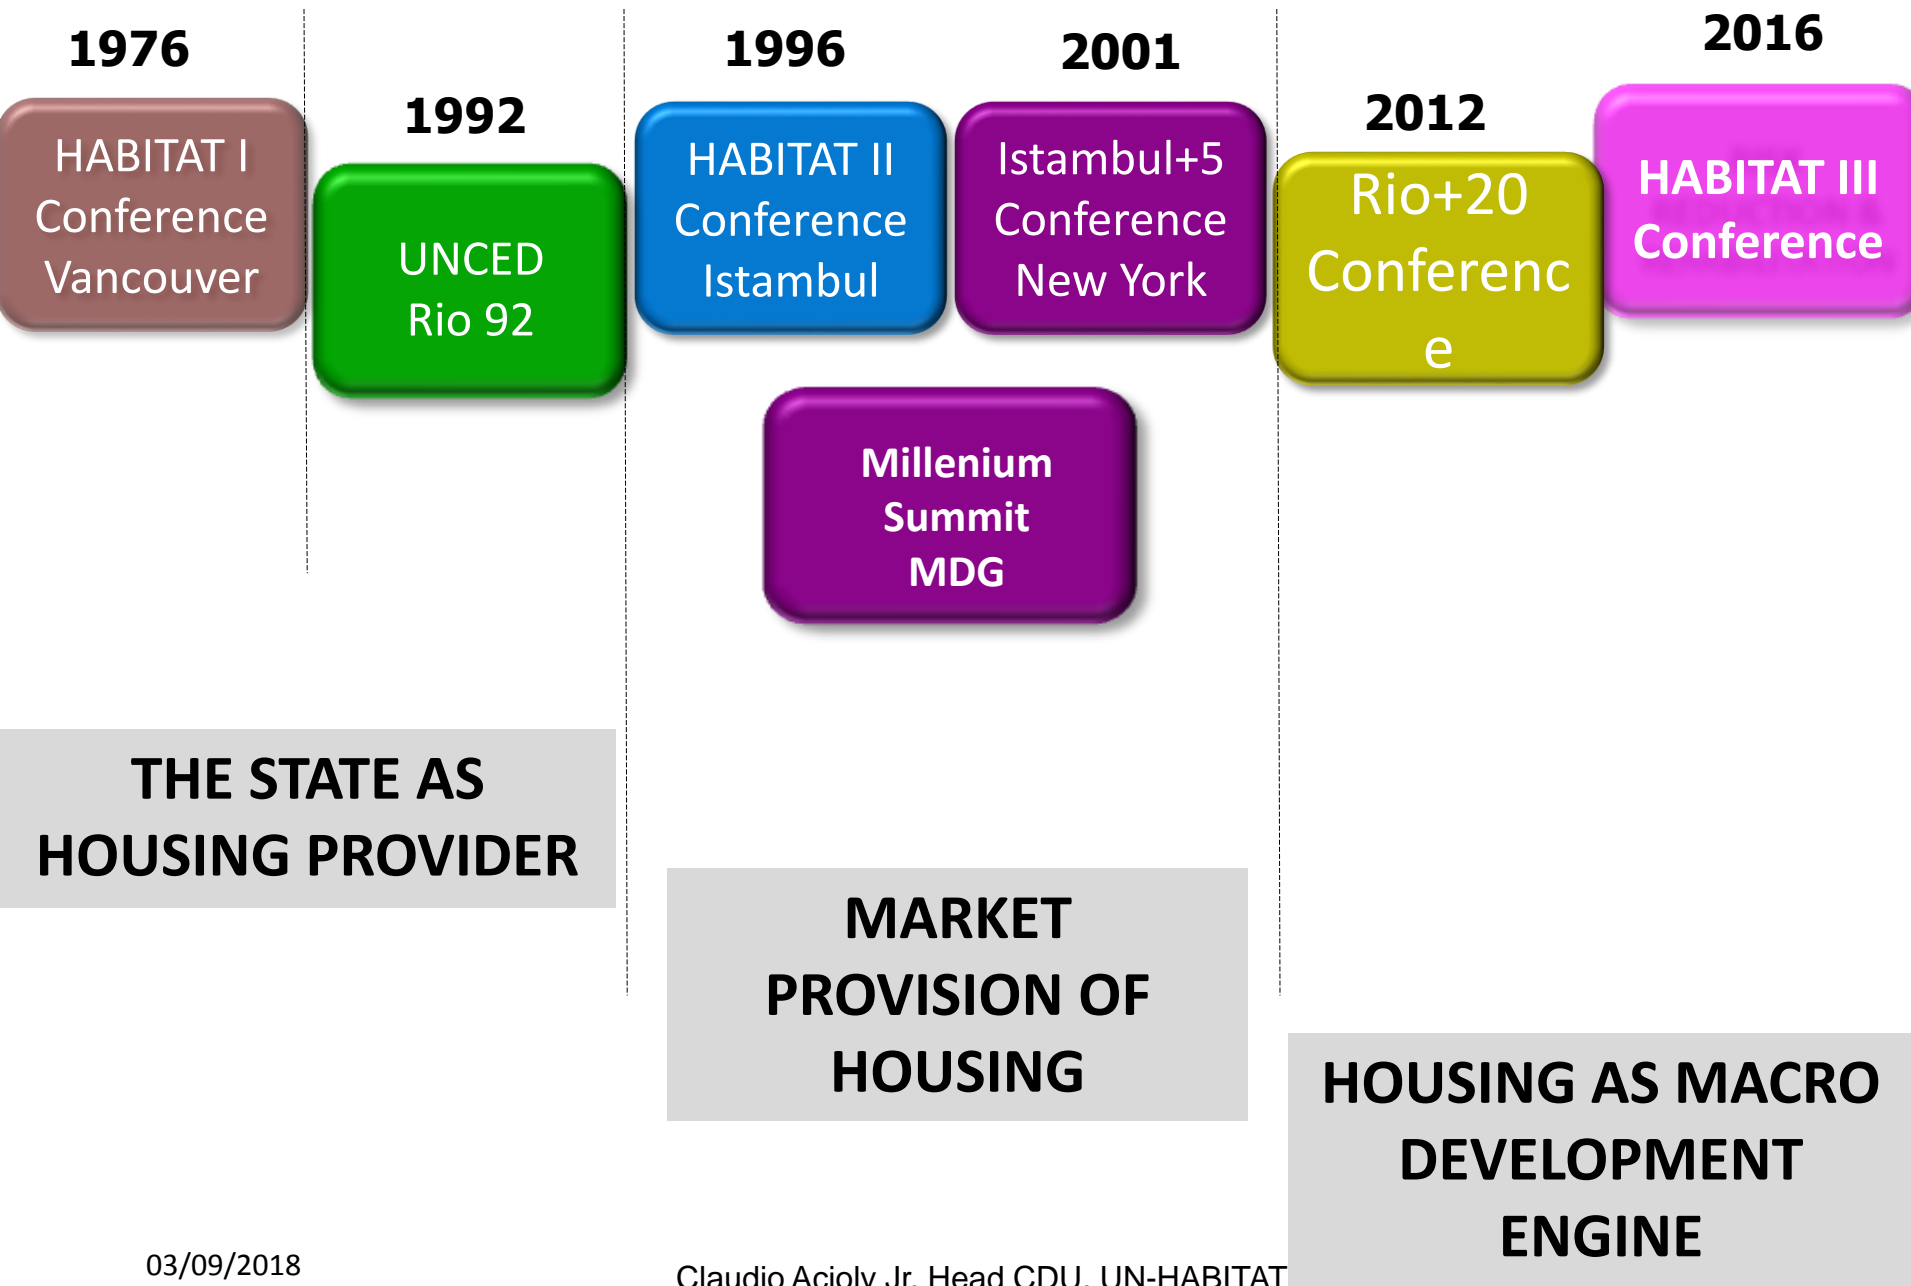 1976
HABITAT I
Conference
Vancouver
1992
UNCED
Rio 92
1996
HABITAT II
Conference
Istambul
2001
Istambul+5
Conference
New York
2012
Rio+20
Conferenc
e
2016
HABITAT III
Conference
Millenium
Summit
MDG
THE STATE AS
HOUSING PROVIDER
MARKET
PROVISION OF
HOUSING
HOUSING AS MACRO
DEVELOPMENT
ENGINE
03/09/2018
Claudio Acioly Jr. Head CDU, UN-HABITAT